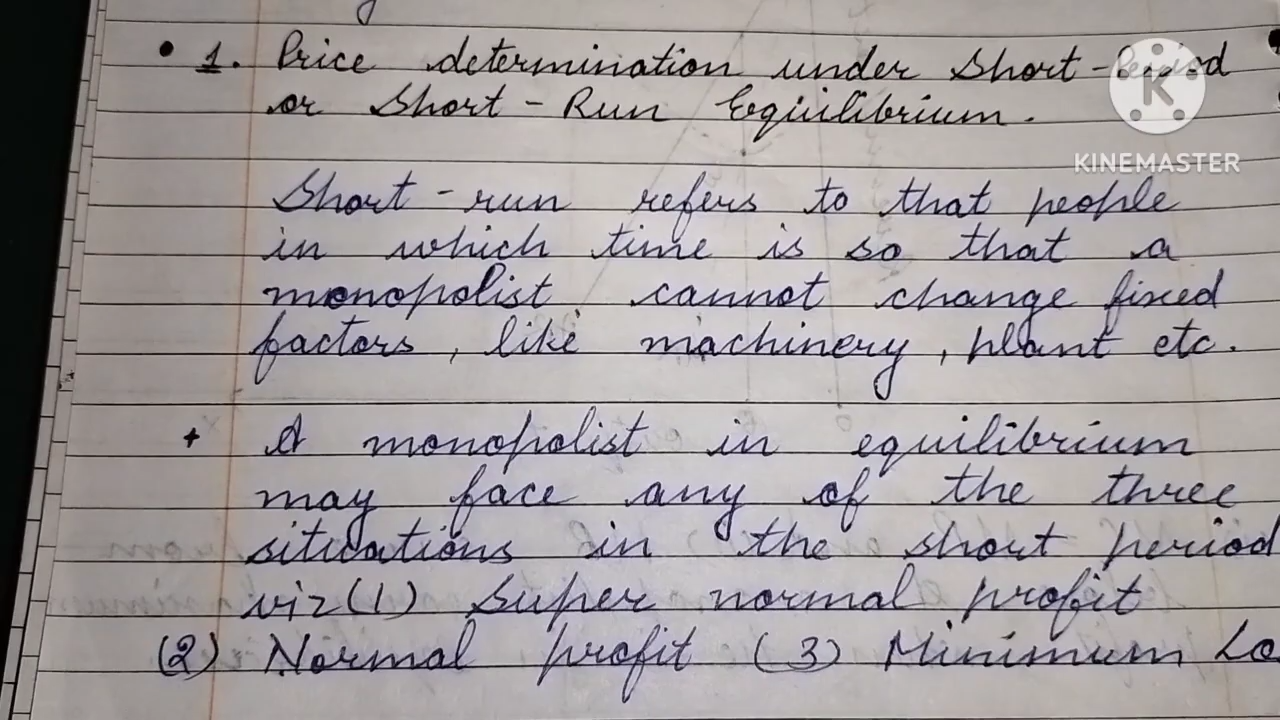 • 1. Price determination under Short-Period
or Short-Run Equilibrium.
KINEMASTER
Short-run refers to that people
in which time is so that a
monopolist cannot change fixed
factors, like machinery, plant etc.
+ A monopolist in equilibrium
may face any of the three
situations in the short period
viz (1) Super normal profit
(2) Normal profit (3) Minimum Lo